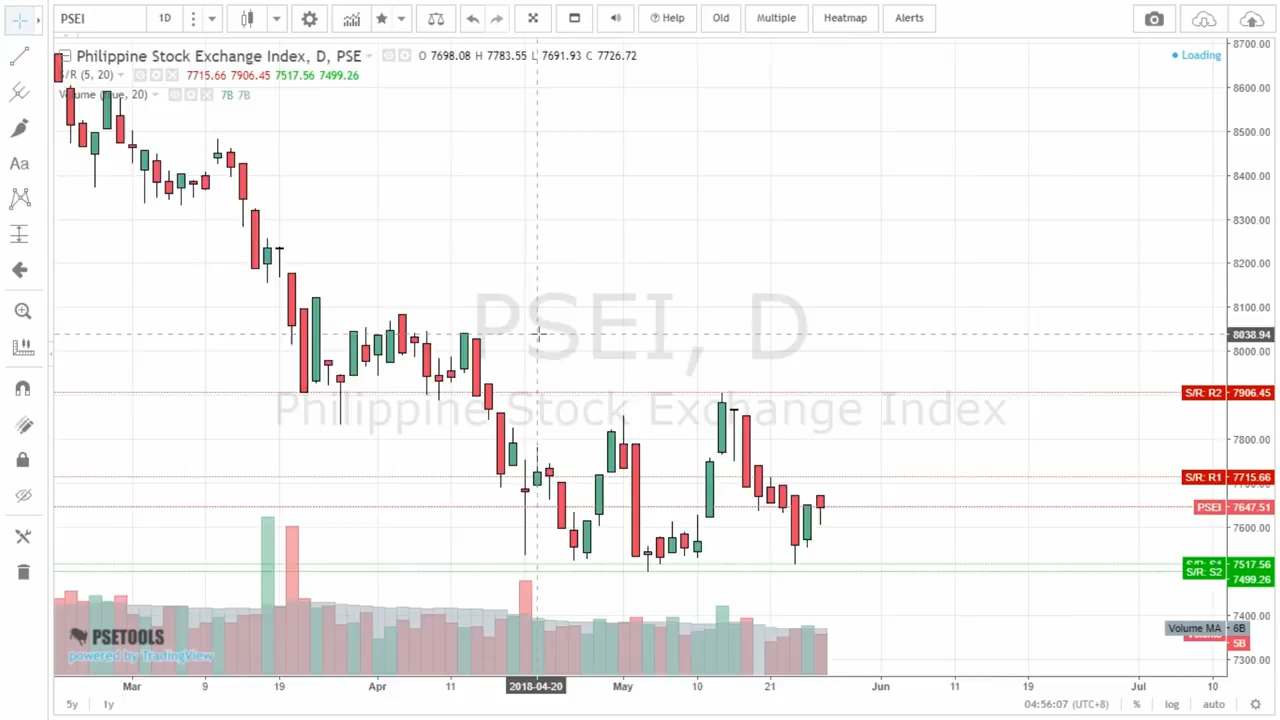 PSEI 1D Help Old Multiple Heatmap Alerts
Philippine Stock Exchange Index, D, PSE O 7698.08 H 7783.55 L 7691.93 C 7726.72
Loading
S/R (5, 20) 7715.66 7906.45 7517.56 7499.26
Volume (true, 20) 7B 7B
PSEI, D
Philippine Stock Exchange Index
8700.00
8600.00
8500.00
8400.00
8300.00
8200.00
8100.00
8038.94
8000.00
S/R: R2 7906.45
7800.00
S/R: R1 7715.66
PSEI 7647.51
7600.00
S/R: S1 7517.56
S/R: S2 7499.26
7400.00
Volume MA 6B
Volume 5B
7300.00
PSETOOLS
powered by TradingView
Mar 9 19 Apr 11 2018-04-20 May 10 21 Jun 11 19 Jul 10
5y 1y 04:56:07 (UTC+8) % log auto